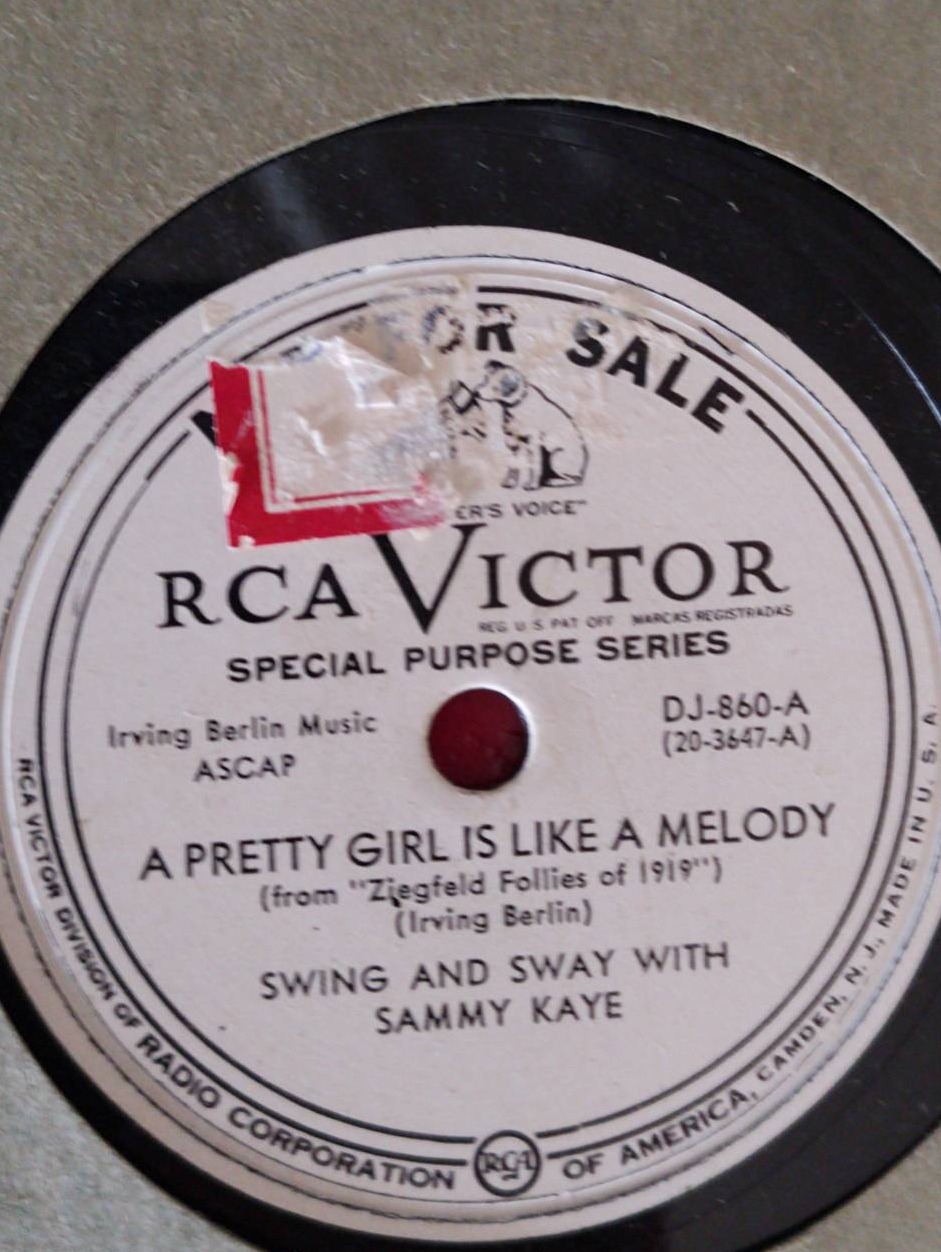 OR SALE
ER'S VOICE"
RCA VICTOR
REG U S PAT OFF MARCAS REGISTRADAS
SPECIAL PURPOSE SERIES
Irving Berlin Music
ASCAP
DJ-860-A
(20-3647-A)
A PRETTY GIRL IS LIKE A MELODY
(from "Ziegfeld Follies of 1919")
(Irving Berlin)
SWING AND SWAY WITH
SAMMY KAYE
RCA VICTOR DIVISION OF RADIO CORPORATION RCA OF AMERICA, CAMDEN, N. J., MADE IN U. S. A.